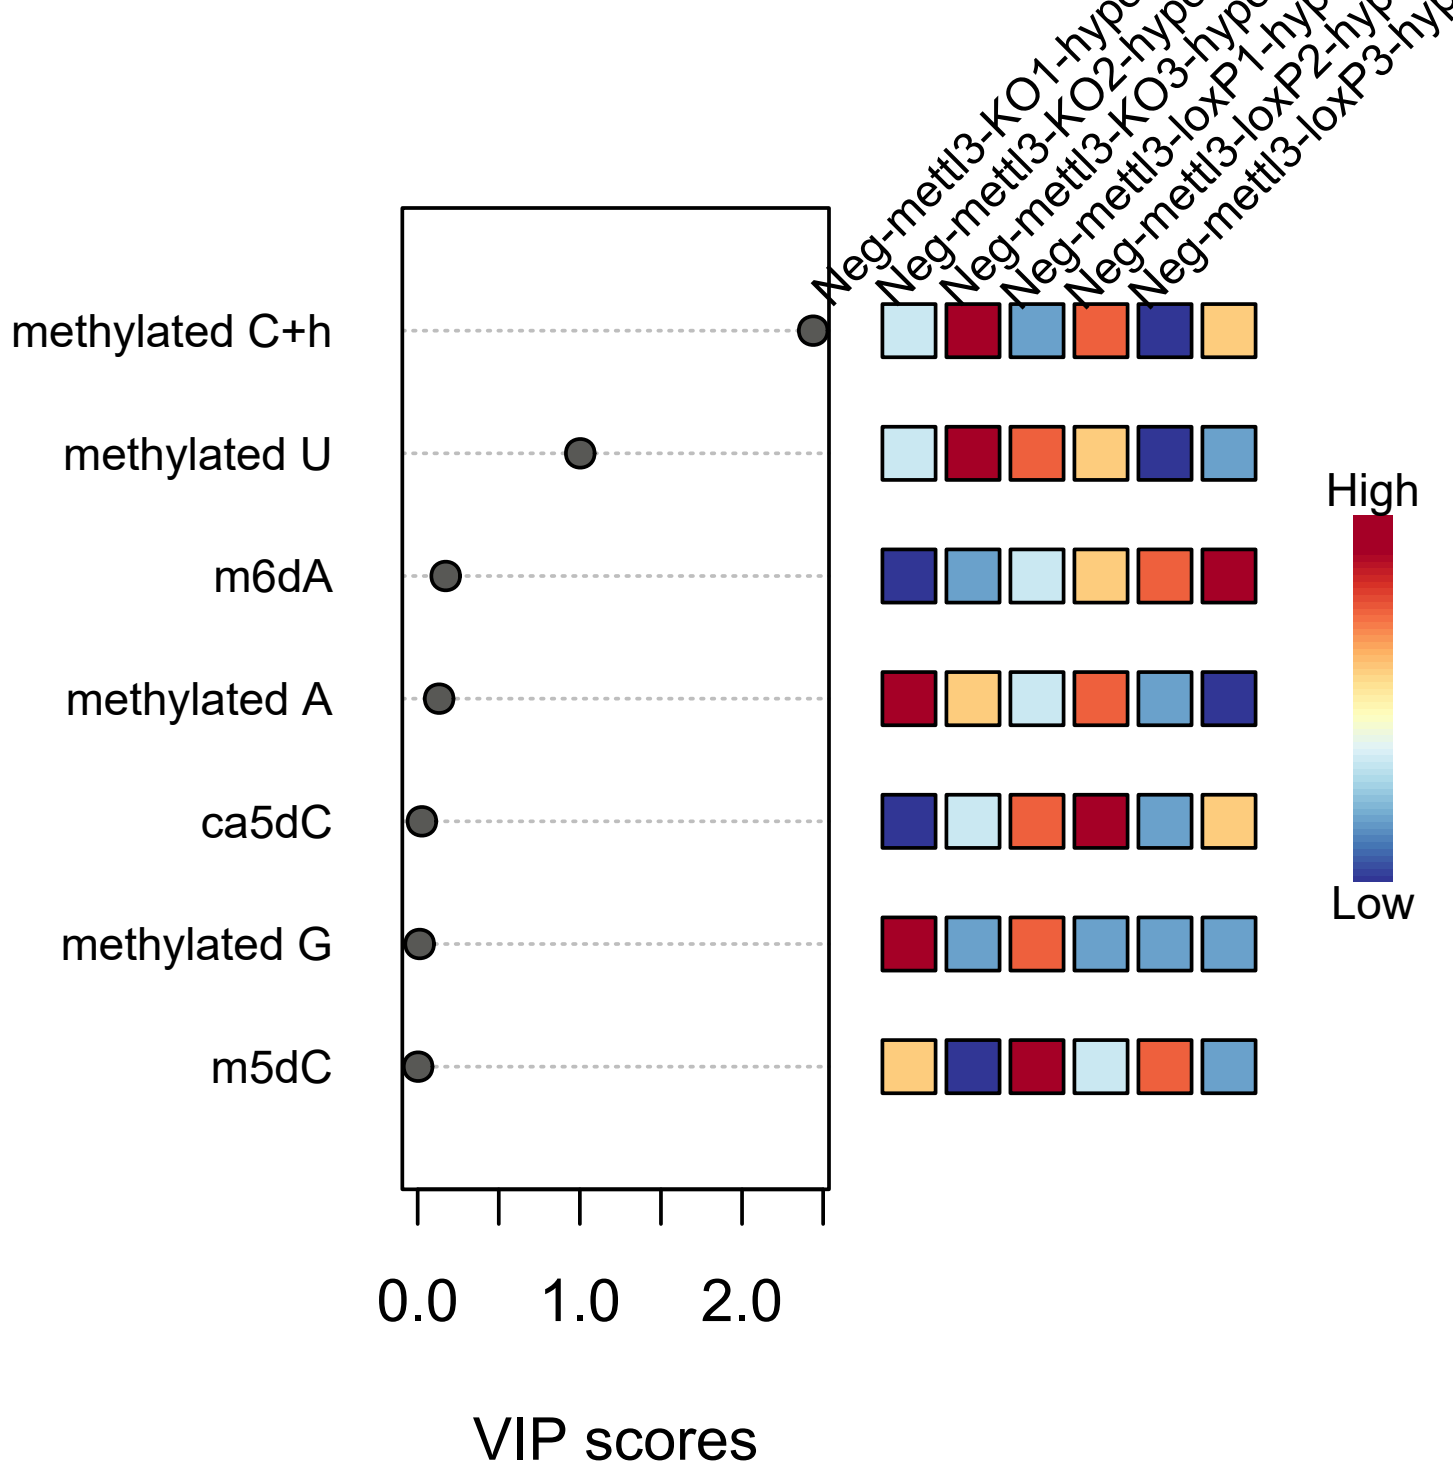 Neg-mettl3-KO1-hypo
Neg-mettl3-KO2-hypo
Neg-mettl3-KO3-hypo
Neg-mettl3-loxP1-hyp
Neg-mettl3-loxP2-hyp
Neg-mettl3-loxP3-hyp
methylated C+h
methylated U
m6dA
methylated A
ca5dC
methylated G
m5dC
High
Low
0.0 1.0 2.0
VIP scores